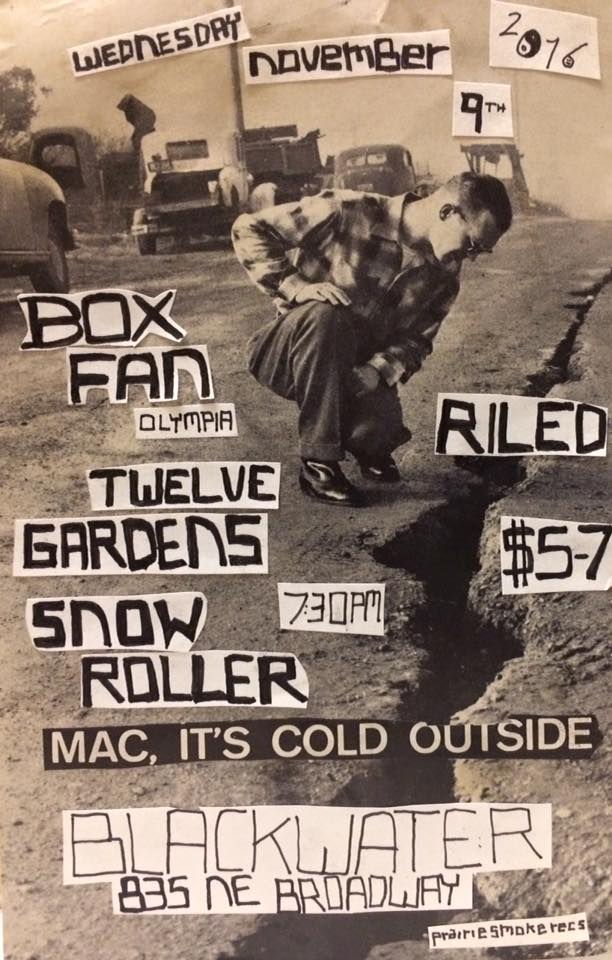 WEDNESDAY
november
2016
9TH
BOX
FAN
OLYMPIA
RILED
TWELVE
GARDENS
$5-7
SNOW
ROLLER
7:30PM
MAC, IT'S COLD OUTSIDE
BLACKWATER
835 NE BROADWAY
prairiesmokerecs